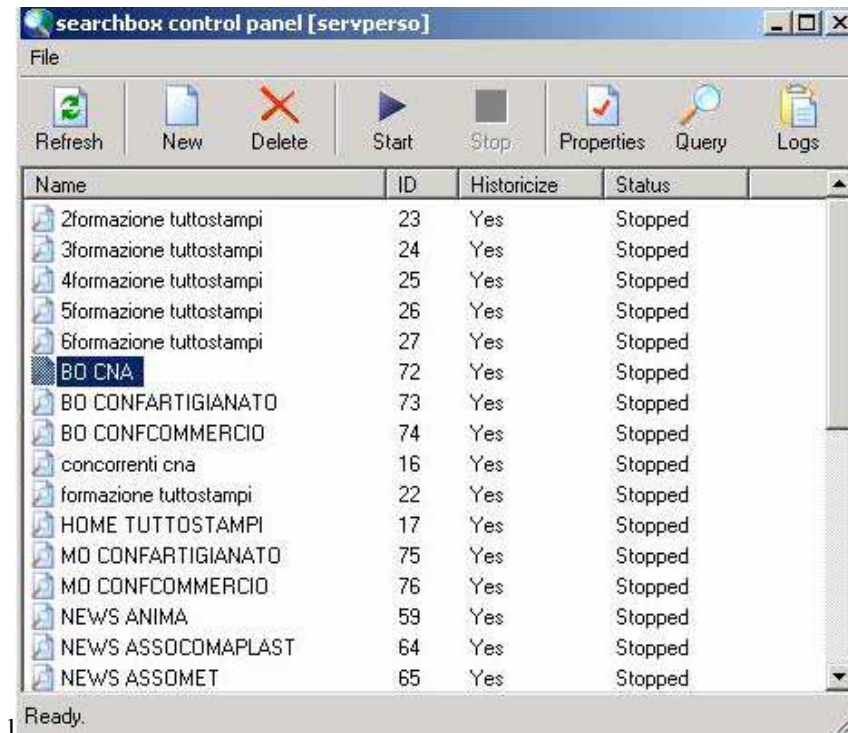 searchbox control panel [servperso]
File
Refresh New Delete Start Stop Properties Query Logs
Name ID Historicize Status
2formazione tuttostampi 23 Yes Stopped
3formazione tuttostampi 24 Yes Stopped
4formazione tuttostampi 25 Yes Stopped
5formazione tuttostampi 26 Yes Stopped
6formazione tuttostampi 27 Yes Stopped
BO CNA 72 Yes Stopped
BO CONFARTIGIANATO 73 Yes Stopped
BO CONFCOMMERCIO 74 Yes Stopped
concorrenti cna 16 Yes Stopped
formazione tuttostampi 22 Yes Stopped
HOME TUTTOSTAMPI 17 Yes Stopped
MO CONFARTIGIANATO 75 Yes Stopped
MO CONFCOMMERCIO 76 Yes Stopped
NEWS ANIMA 59 Yes Stopped
NEWS ASSOCOMAPLAST 64 Yes Stopped
NEWS ASSOMET 65 Yes Stopped
Ready.